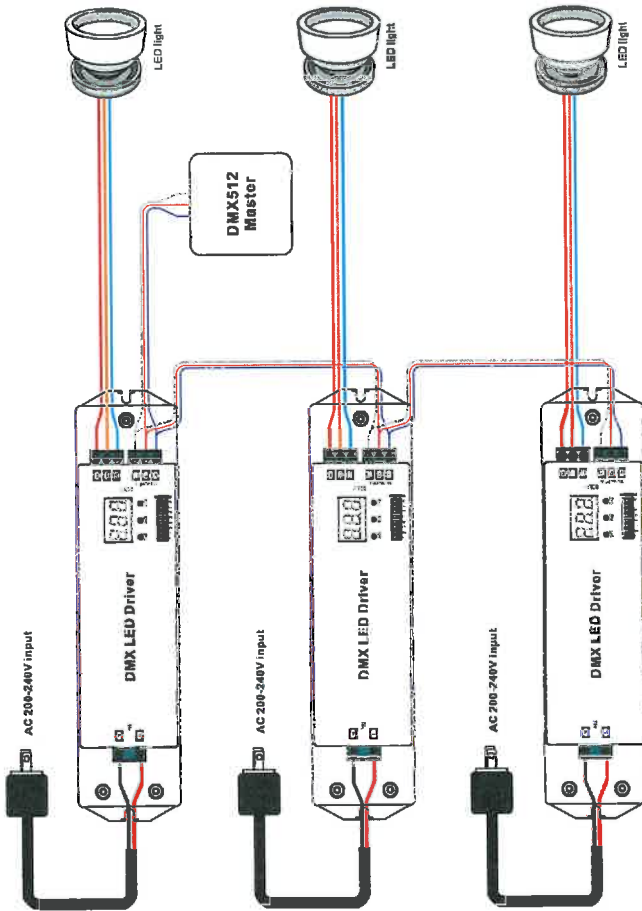 LED light
LED light
LED light
DMX512
Master
DMX LED Driver
DMX LED Driver
DMX LED Driver
AC 200-240V input
AC 200-240V input
AC 200-240V input